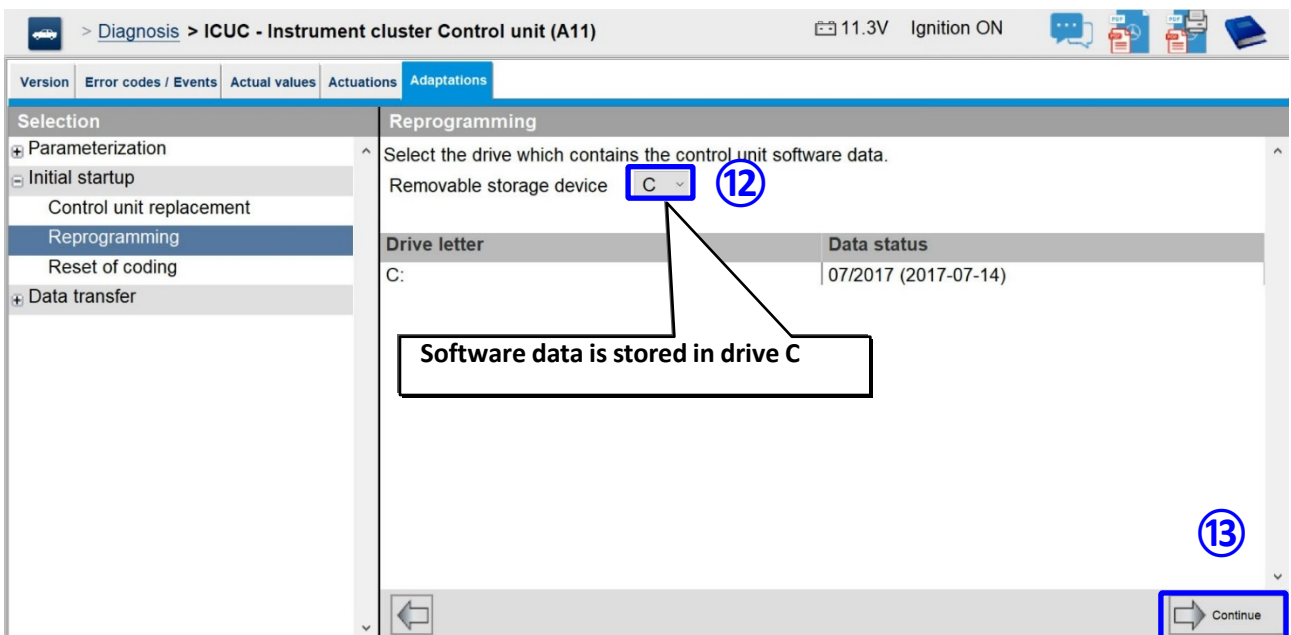 > Diagnosis > ICUC - Instrument cluster Control unit (A11) 11.3V Ignition ON
Version Error codes / Events Actual values Actuations Adaptations
Selection
Parameterization
Initial startup
Control unit replacement
Reprogramming
Reset of coding
Data transfer
Reprogramming
Select the drive which contains the control unit software data.
Removable storage device C ⑫
Drive letter Data status
C: 07/2017 (2017-07-14)
Software data is stored in drive C
⑬
Continue